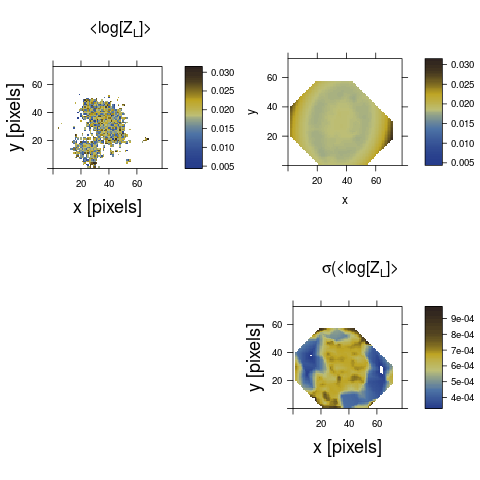 <log[Z_L]>
60
40
20
20 40 60
y [pixels]
x [pixels]
0.030
0.025
0.020
0.015
0.010
0.005
60
40
20
20 40 60
y
x
0.030
0.025
0.020
0.015
0.010
0.005
σ(<log[Z_L]>
60
40
20
20 40 60
y [pixels]
x [pixels]
9e-04
8e-04
7e-04
6e-04
5e-04
4e-04